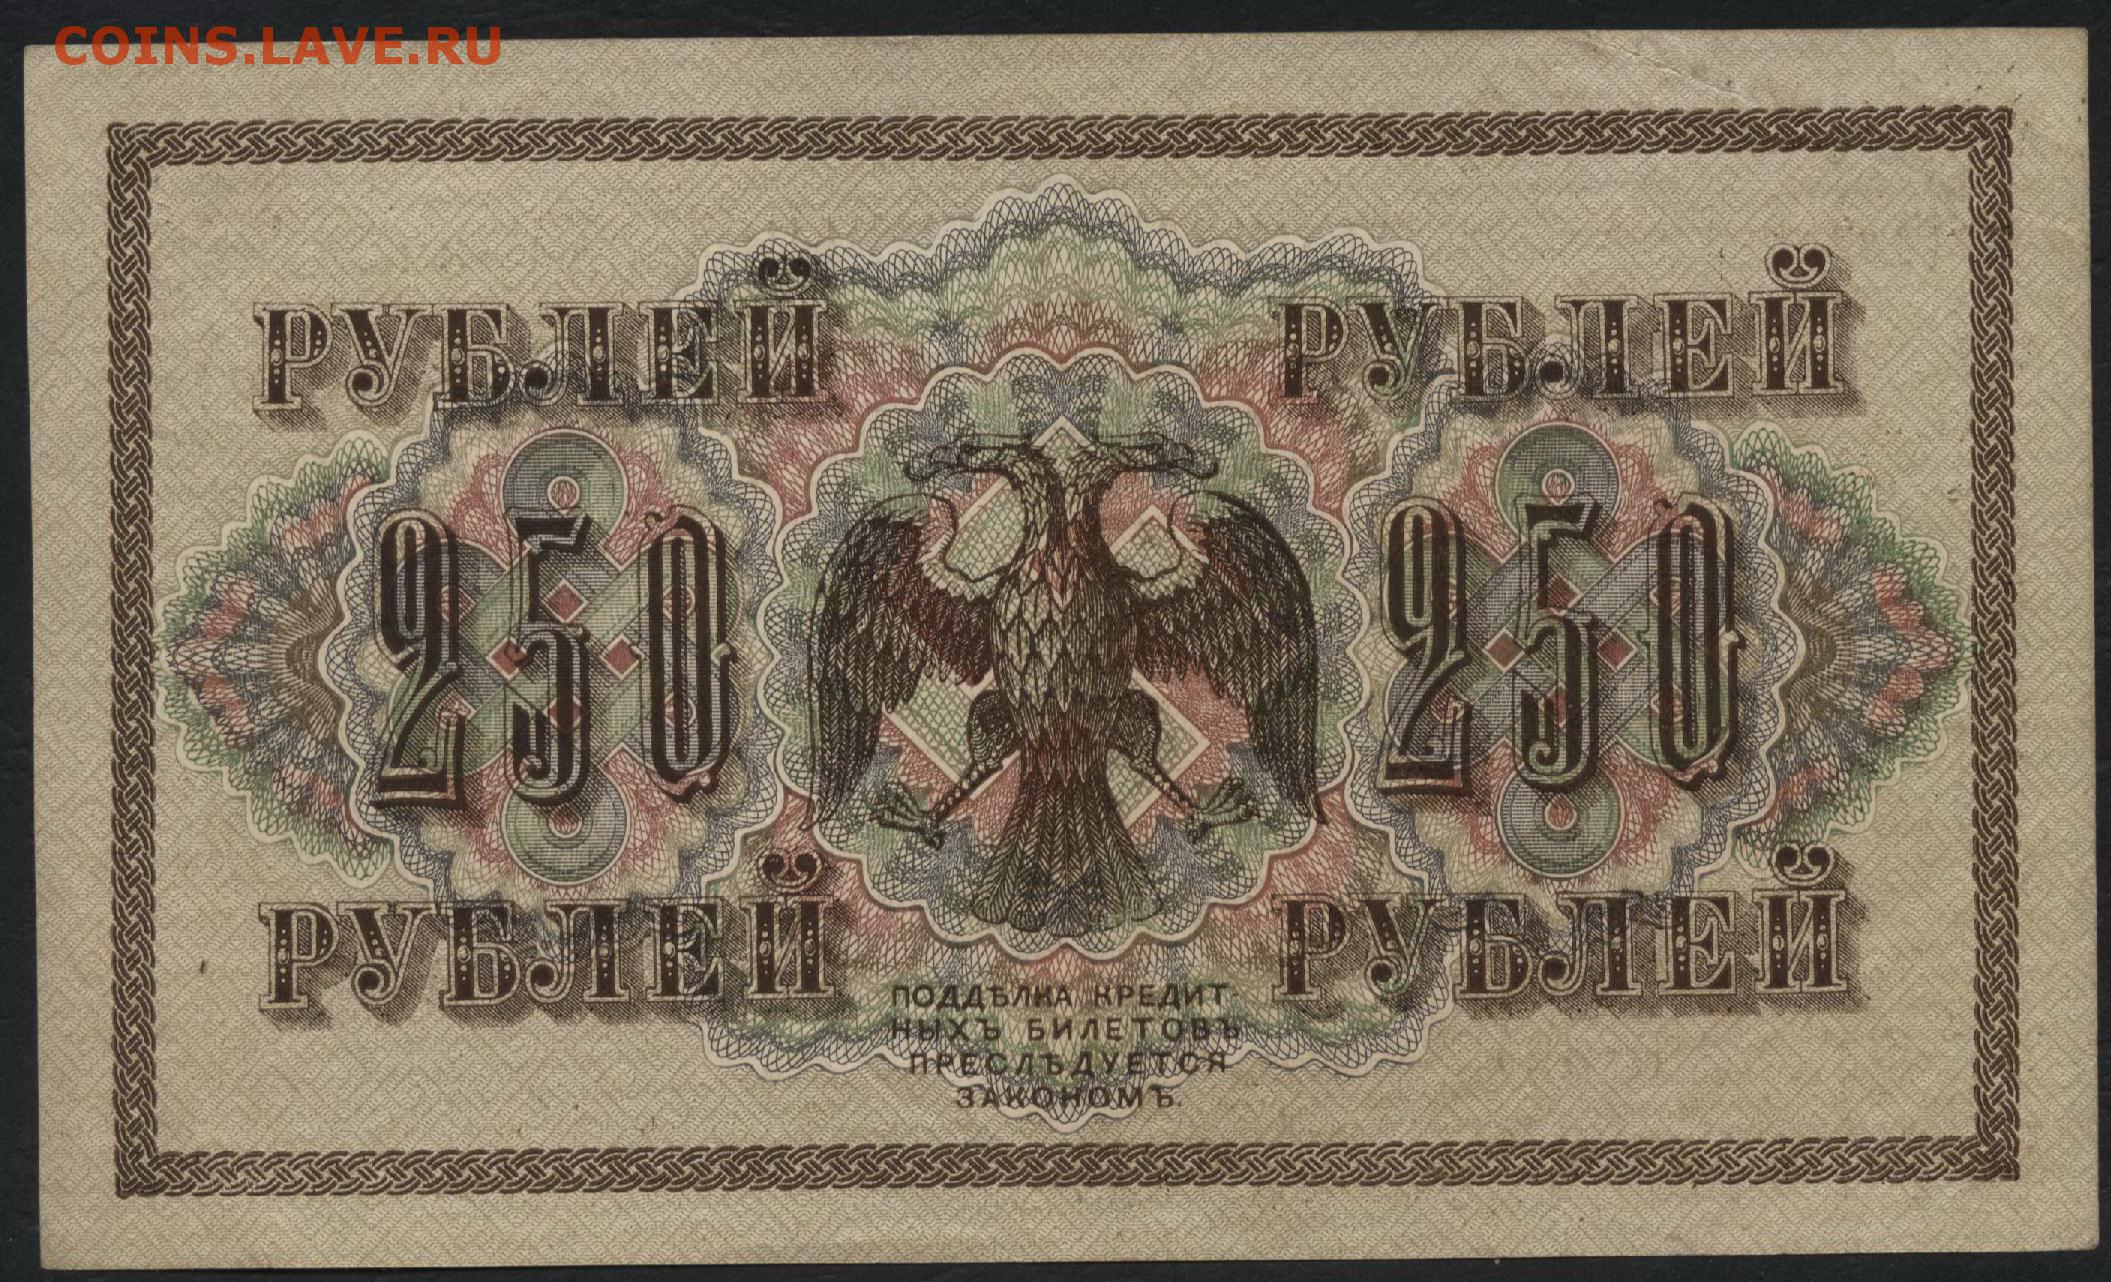 COINS.LAVE.RU
РУБЛЕЙ РУБЛЕЙ
250 250
РУБЛЕЙ РУБЛЕЙ
ПОДДѢЛКА КРЕДИТ-
НЫХЪ БИЛЕТОВЪ
ПРЕСЛѢДУЕТСЯ
ЗАКОНОМЪ.